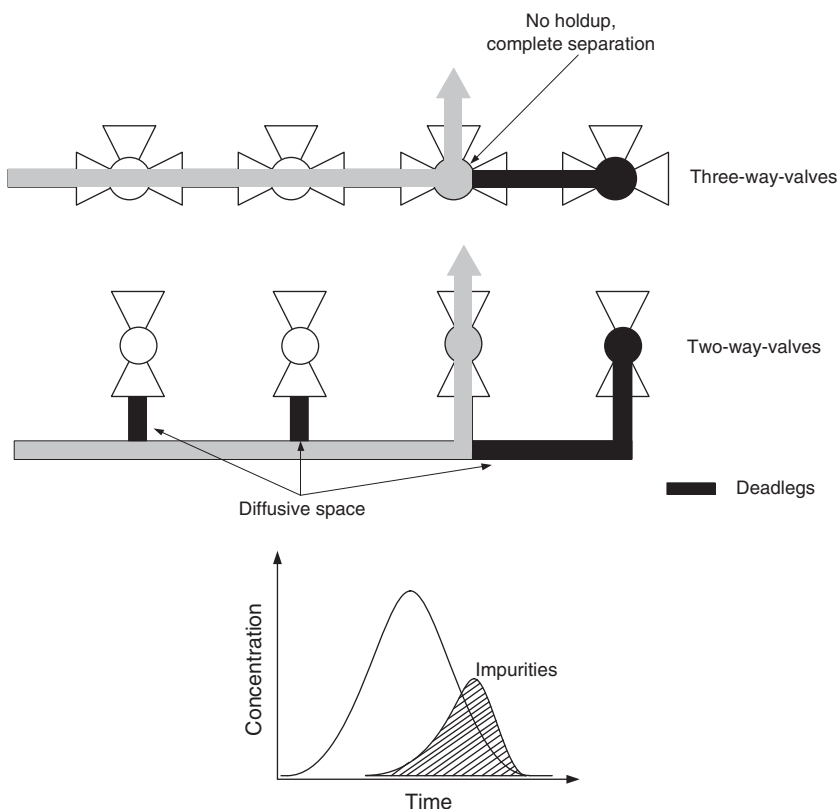 No holdup,
complete separation
Three-way-valves
Two-way-valves
Deadlegs
Diffusive space
Concentration
Impurities
Time